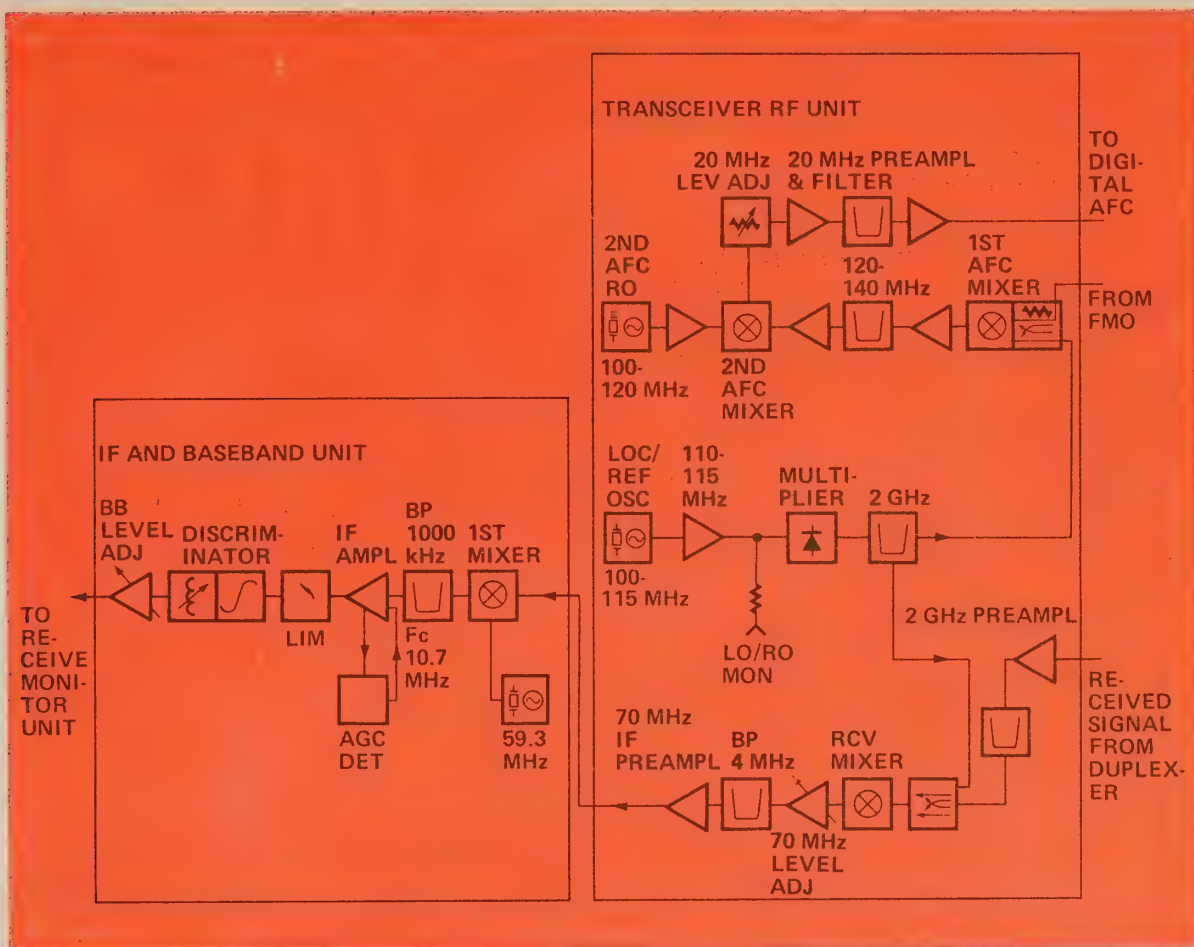 TRANSCEIVER RF UNIT
TO
DIGI-
TAL
AFC
20 MHz
LEV ADJ
20 MHz PREAMPL
& FILTER
2ND
AFC
RO
120-
140 MHz
1ST
AFC
MIXER
FROM
FMO
100-
120 MHz
2ND
AFC
MIXER
IF AND BASEBAND UNIT
LOC/
REF
OSC
110-
115
MHz
MULTI-
PLIER
2 GHz
100-
115 MHz
LO/RO
MON
2 GHz PREAMPL
BB
LEVEL
ADJ
DISCRIM-
INATOR
IF
AMPL
BP
1000
kHz
1ST
MIXER
TO
RE-
CEIVE
MONI-
TOR
UNIT
LIM
Fc
10.7
MHz
AGC
DET
59.3
MHz
70 MHz
IF
PREAMPL
BP
4 MHz
RCV
MIXER
RE-
CEIVED
SIGNAL
FROM
DUPLEX-
ER
70 MHz
LEVEL
ADJ